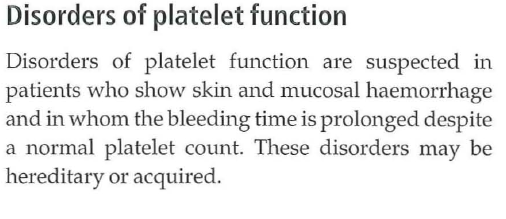 Disorders of platelet function
Disorders of platelet function are suspected in
patients who show skin and mucosal haemorrhage
and in whom the bleeding time is prolonged despite
a normal platelet count. These disorders may be
hereditary or acquired.